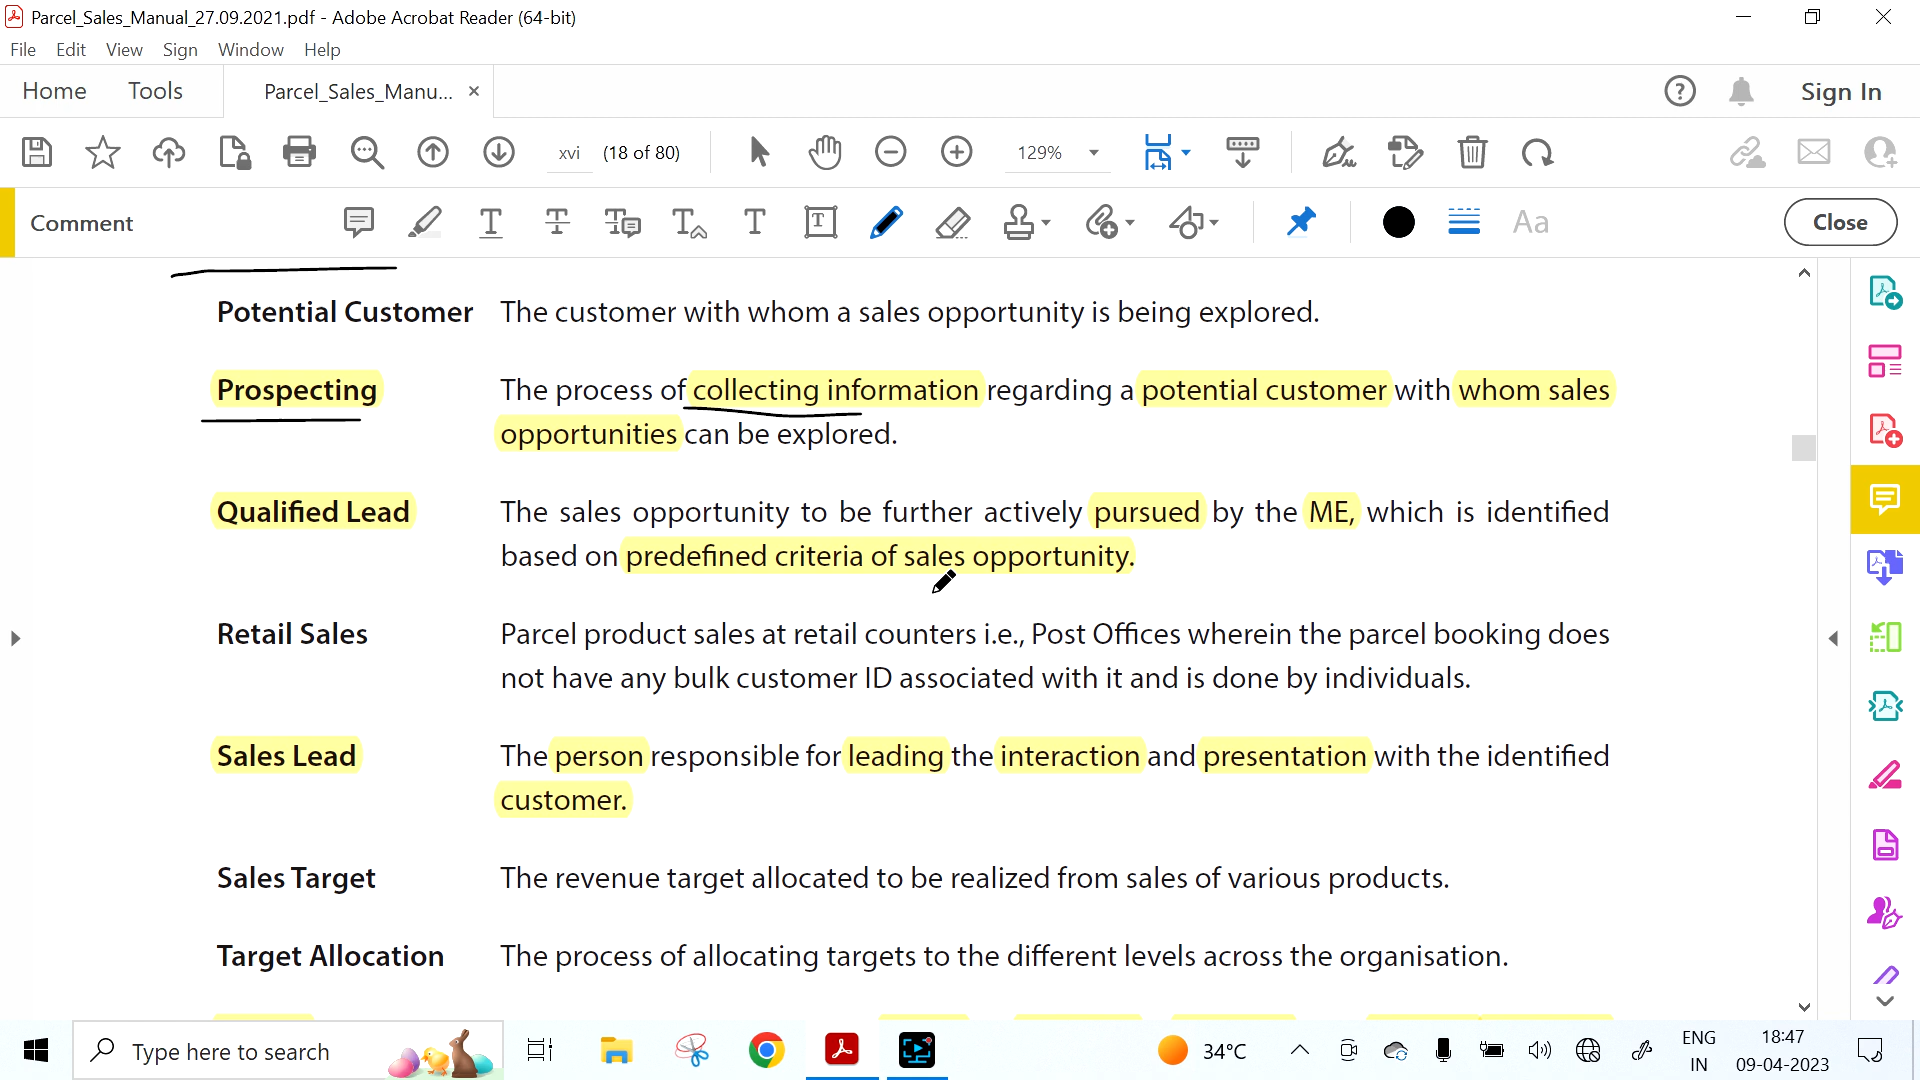 Parcel_Sales_Manual_27.09.2021.pdf - Adobe Acrobat Reader (64-bit)
File Edit View Sign Window Help
Home Tools Parcel_Sales_Manu... × Sign In
xvi (18 of 80) 129%
Comment Aa Close
Potential Customer The customer with whom a sales opportunity is being explored.
Prospecting The process of collecting information regarding a potential customer with whom sales
opportunities can be explored.
Qualified Lead The sales opportunity to be further actively pursued by the ME, which is identified
based on predefined criteria of sales opportunity.
Retail Sales Parcel product sales at retail counters i.e., Post Offices wherein the parcel booking does
not have any bulk customer ID associated with it and is done by individuals.
Sales Lead The person responsible for leading the interaction and presentation with the identified
customer.
Sales Target The revenue target allocated to be realized from sales of various products.
Target Allocation The process of allocating targets to the different levels across the organisation.
Type here to search 34°C ENG 18:47
IN 09-04-2023